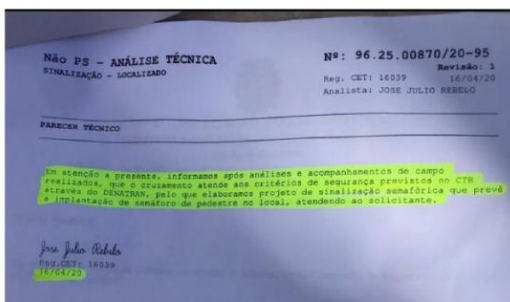 Não PS - ANÁLISE TÉCNICA
SINALIZAÇÃO - LOCALIZADO
Nº: 96.25.00870/20-95
Revisão: 1
Reg. CET: 16039 16/04/20
Analista: JOSE JULIO REBELO
PARECER TÉCNICO
Em atenção a presente, informamos após análises e acompanhamentos de campo
realizados, que o cruzamento atende aos critérios de segurança previstos no CTB
através do DENATRAN, pelo que elaboramos projeto de sinalização semafórica que prevê
a implantação de semáforo de pedestre no local, atendendo ao solicitante.
Jose Julio Rebelo
Reg.CET: 16039
16/04/20